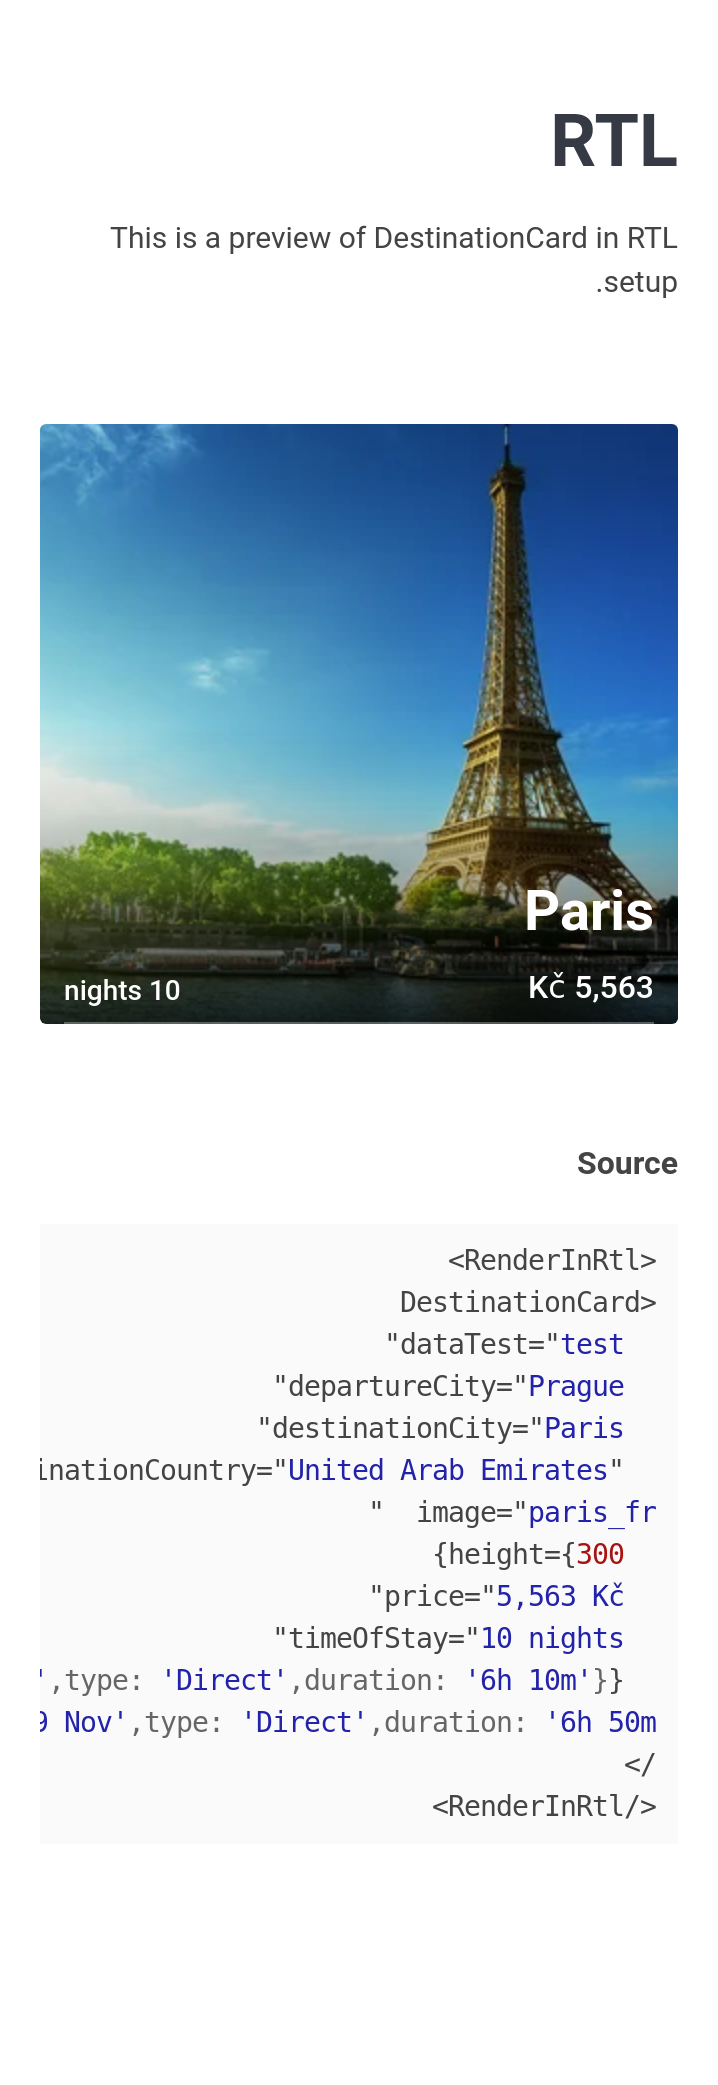 RTL
This is a preview of DestinationCard in RTL
.setup
Paris
Kč 5,563
nights 10
Source
<RenderInRtl>
DestinationCard>
"dataTest="test
"departureCity="Prague
"destinationCity="Paris
inationCountry="United Arab Emirates"
"  image="paris_fr
{height={300
"price="5,563 Kč
"timeOfStay="10 nights
',type: 'Direct',duration: '6h 10m'}}
9 Nov',type: 'Direct',duration: '6h 50m
</
<RenderInRtl/>